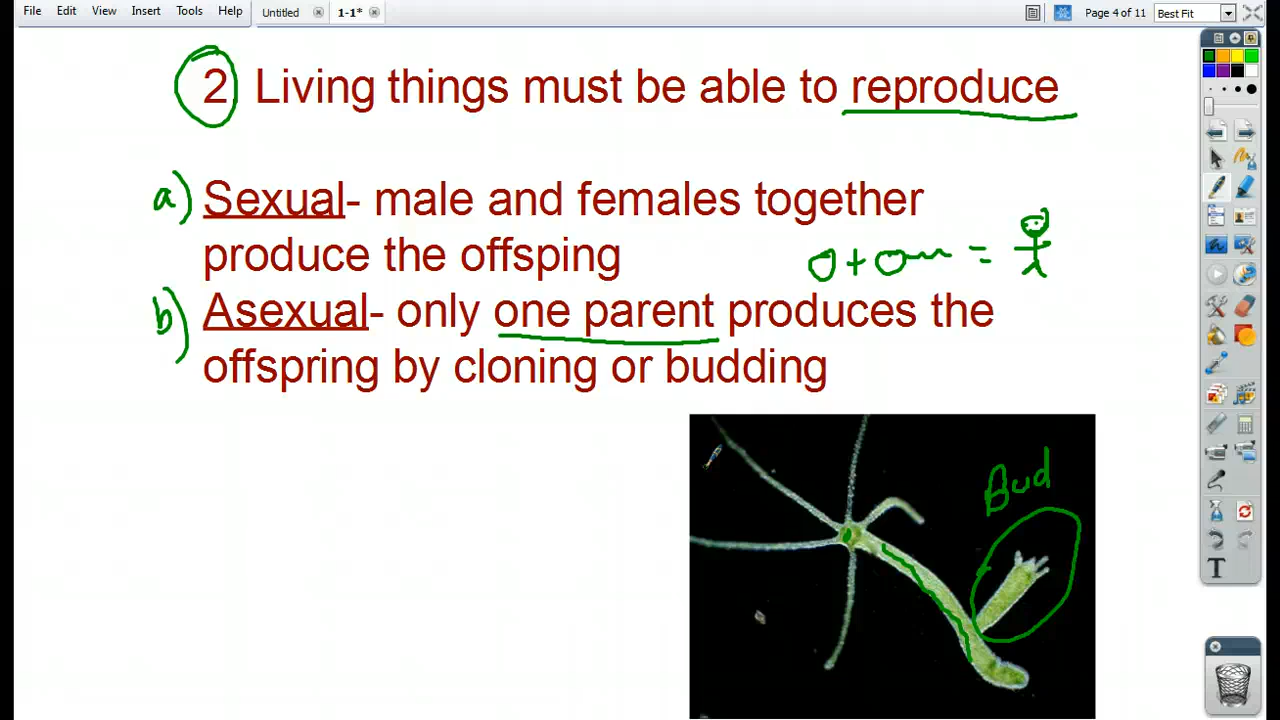 File Edit View Insert Tools Help Untitled 1-1* Page 4 of 11 Best Fit
2 Living things must be able to reproduce
a) Sexual- male and females together
produce the offsping
b) Asexual- only one parent produces the
offspring by cloning or budding
Bud
T